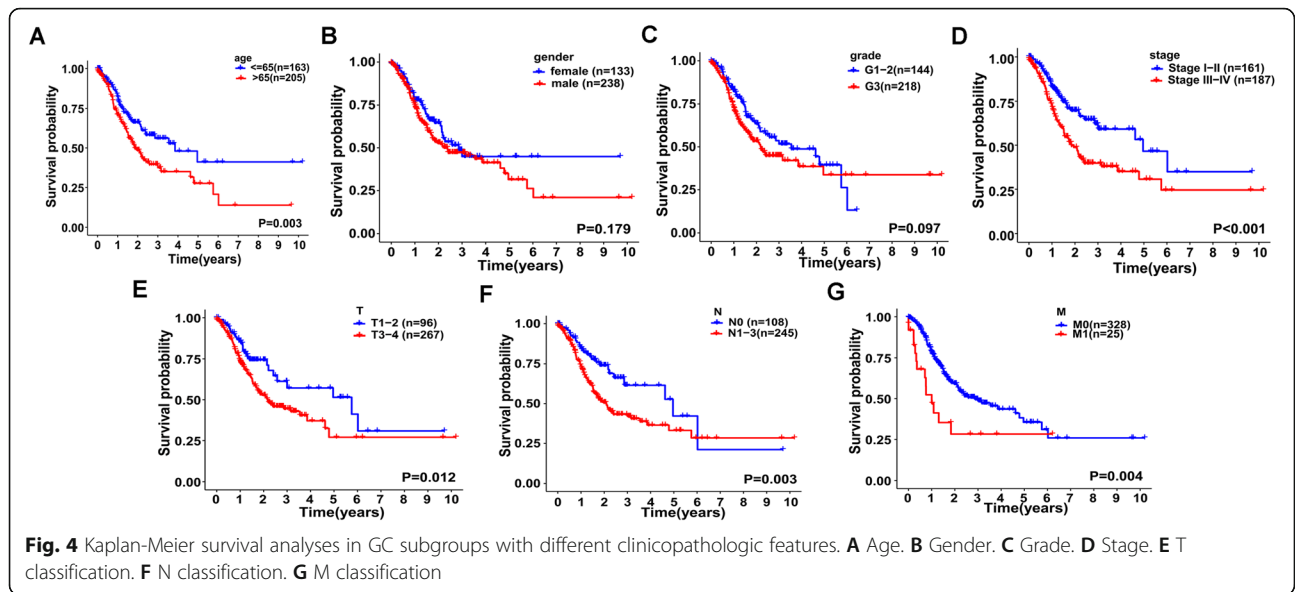 A
age
<=65(n=163)
>65(n=205)
Survival probability
1.00
0.75
0.50
0.25
0.00
P=0.003
0 1 2 3 4 5 6 7 8 9 10
Time(years)
B
gender
female (n=133)
male (n=238)
Survival probability
1.00
0.75
0.50
0.25
0.00
P=0.179
0 1 2 3 4 5 6 7 8 9 10
Time(years)
C
grade
G1-2(n=144)
G3(n=218)
Survival probability
1.00
0.75
0.50
0.25
0.00
P=0.097
0 1 2 3 4 5 6 7 8 9 10
Time(years)
D
stage
Stage I-II (n=161)
Stage III-IV (n=187)
Survival probability
1.00
0.75
0.50
0.25
0.00
P<0.001
0 1 2 3 4 5 6 7 8 9 10
Time(years)
E
T
T1-2 (n=96)
T3-4 (n=267)
Survival probability
1.00
0.75
0.50
0.25
0.00
P=0.012
0 1 2 3 4 5 6 7 8 9 10
Time(years)
F
N
N0 (n=108)
N1-3(n=245)
Survival probability
1.00
0.75
0.50
0.25
0.00
P=0.003
0 1 2 3 4 5 6 7 8 9 10
Time(years)
G
M
M0(n=328)
M1(n=25)
Survival probability
1.00
0.75
0.50
0.25
0.00
P=0.004
0 1 2 3 4 5 6 7 8 9 10
Time(years)
Fig. 4 Kaplan-Meier survival analyses in GC subgroups with different clinicopathologic features. A Age. B Gender. C Grade. D Stage. E T
classification. F N classification. G M classification